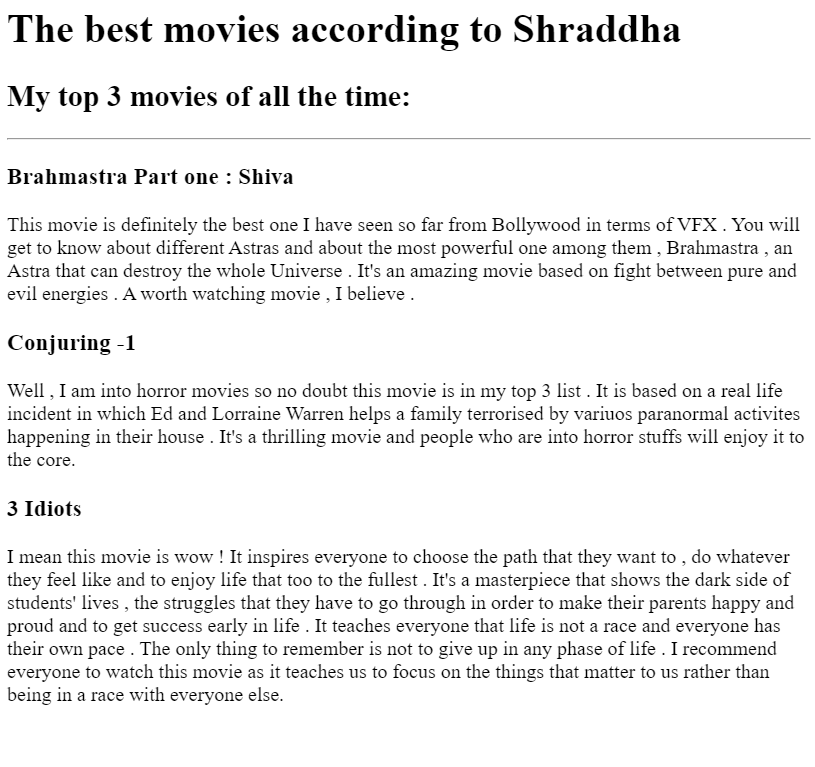 The best movies according to Shraddha
My top 3 movies of all the time:
Brahmastra Part one : Shiva
This movie is definitely the best one I have seen so far from Bollywood in terms of VFX . You will
get to know about different Astras and about the most powerful one among them , Brahmastra , an
Astra that can destroy the whole Universe . It's an amazing movie based on fight between pure and
evil energies . A worth watching movie , I believe .
Conjuring -1
Well , I am into horror movies so no doubt this movie is in my top 3 list . It is based on a real life
incident in which Ed and Lorraine Warren helps a family terrorised by variuos paranormal activites
happening in their house . It's a thrilling movie and people who are into horror stuffs will enjoy it to
the core.
3 Idiots
I mean this movie is wow ! It inspires everyone to choose the path that they want to , do whatever
they feel like and to enjoy life that too to the fullest . It's a masterpiece that shows the dark side of
students' lives , the struggles that they have to go through in order to make their parents happy and
proud and to get success early in life . It teaches everyone that life is not a race and everyone has
their own pace . The only thing to remember is not to give up in any phase of life . I recommend
everyone to watch this movie as it teaches us to focus on the things that matter to us rather than
being in a race with everyone else.